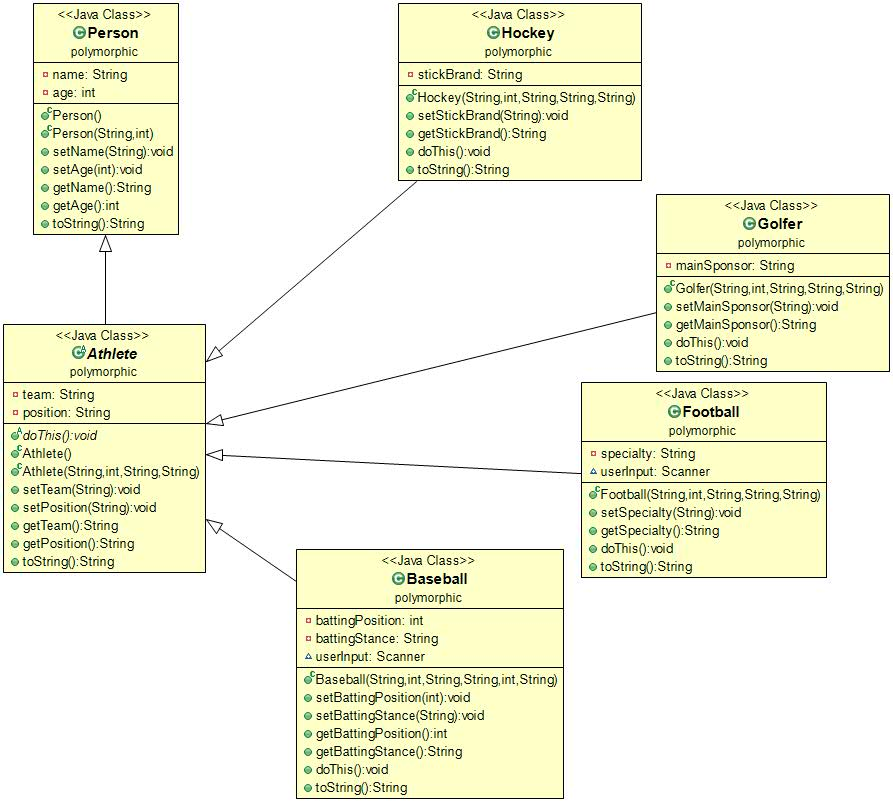 <<Java Class>>
Person
polymorphic
name: String
age: int
Person()
Person(String,int)
setName(String):void
setAge(int):void
getName():String
getAge():int
toString():String
<<Java Class>>
Hockey
polymorphic
stickBrand: String
Hockey(String,int,String,String,String)
setStickBrand(String):void
getStickBrand():String
doThis():void
toString():String
<<Java Class>>
Golfer
polymorphic
mainSponsor: String
Golfer(String,int,String,String,String)
setMainSponsor(String):void
getMainSponsor():String
doThis():void
toString():String
<<Java Class>>
Athlete
polymorphic
team: String
position: String
doThis():void
Athlete()
Athlete(String,int,String,String)
setTeam(String):void
setPosition(String):void
getTeam():String
getPosition():String
toString():String
<<Java Class>>
Football
polymorphic
specialty: String
userInput: Scanner
Football(String,int,String,String,String)
setSpecialty(String):void
getSpecialty():String
doThis():void
toString():String
<<Java Class>>
Baseball
polymorphic
battingPosition: int
battingStance: String
userInput: Scanner
Baseball(String,int,String,String,int,String)
setBattingPosition(int):void
setBattingStance(String):void
getBattingPosition():int
getBattingStance():String
doThis():void
toString():String